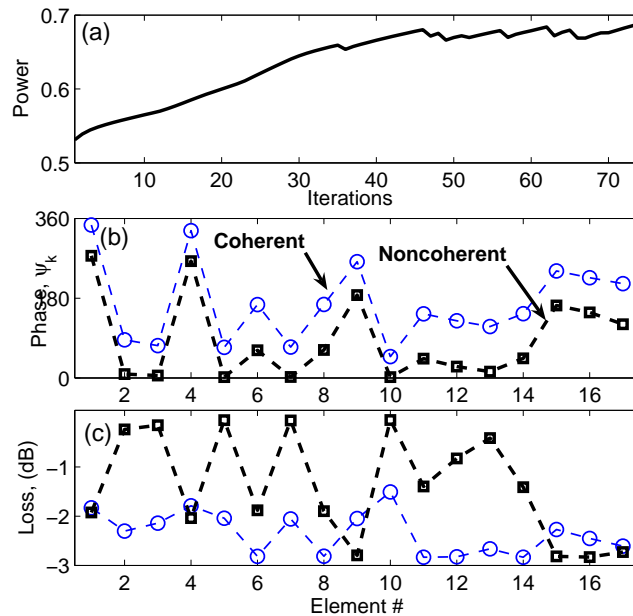 (a)
Power
0.7
0.6
0.5
10 20 30 40 50 60 70
Iterations
(b)
Phase, Ψ_k
360
80
0
Coherent
Noncoherent
2 4 6 8 10 12 14 16
(c)
Loss, (dB)
−1
−2
−3
2 4 6 8 10 12 14 16
Element #